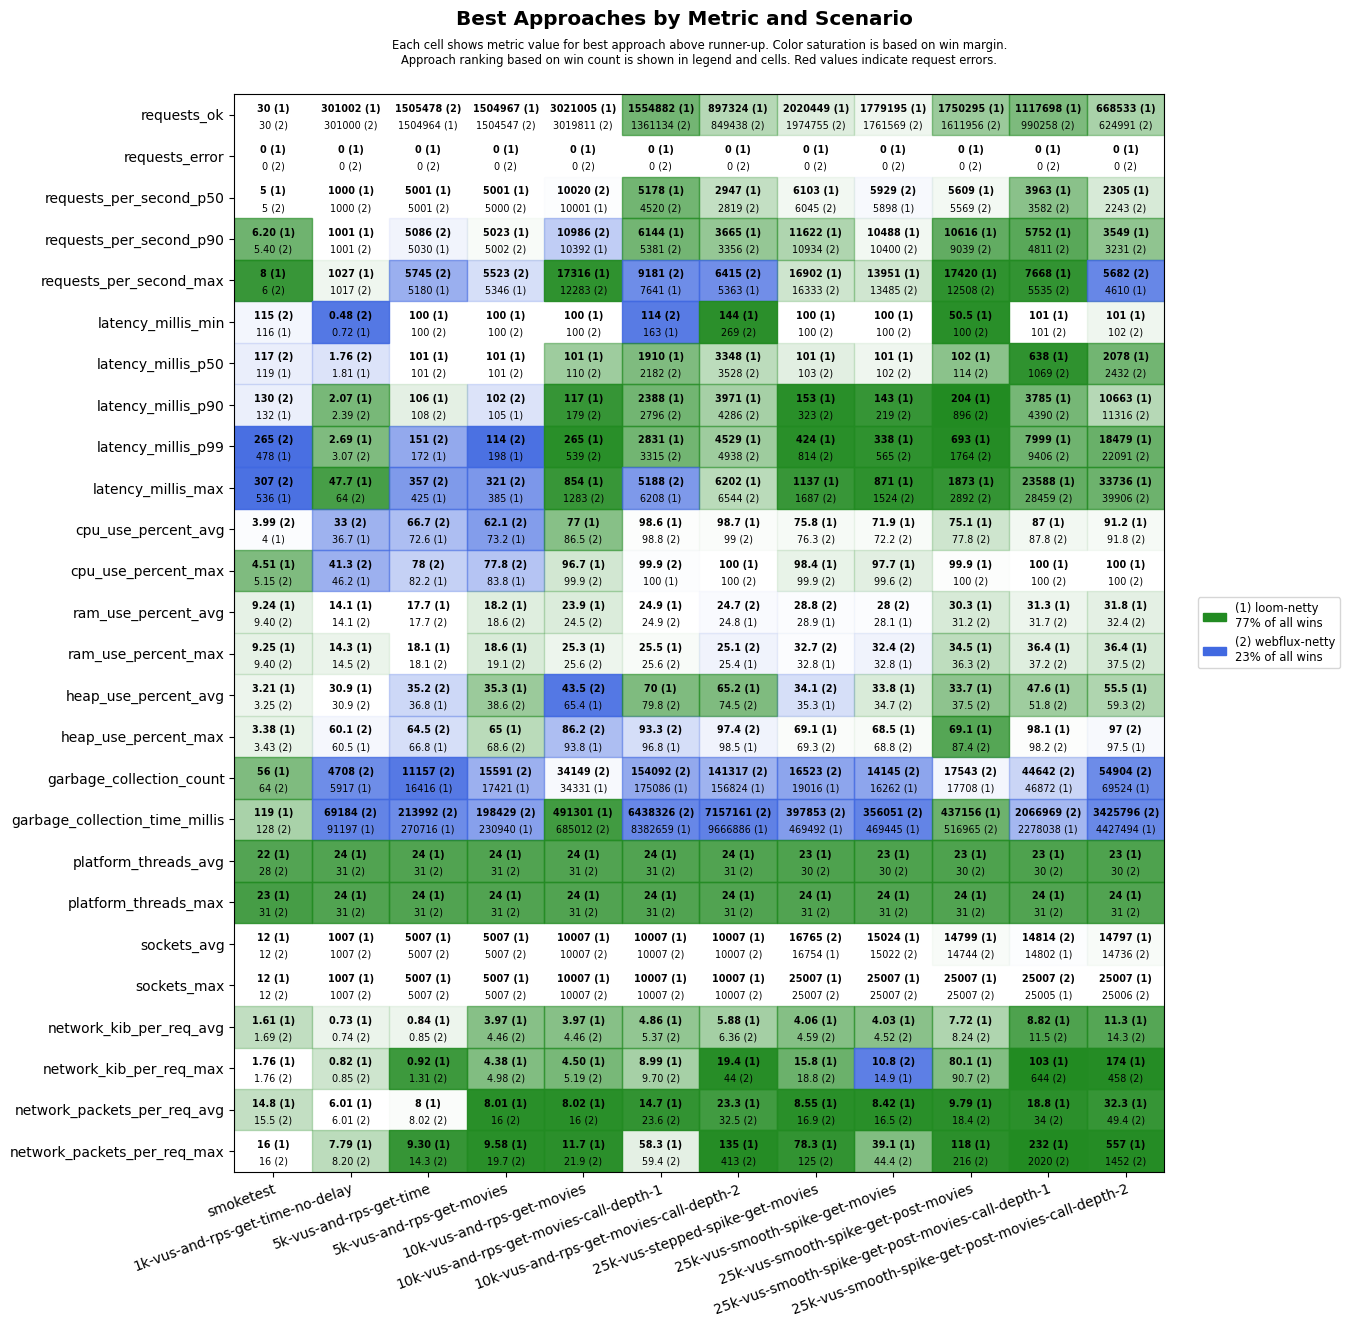 Best Approaches by Metric and Scenario
Each cell shows metric value for best approach above runner-up. Color saturation is based on win margin.
Approach ranking based on win count is shown in legend and cells. Red values indicate request errors.
requests_ok
30 (1) 301002 (1) 1505478 (2) 1504967 (1) 3021005 (1) 1554882 (1) 897324 (1) 2020449 (1) 1779195 (1) 1750295 (1) 1117698 (1) 668533 (1)
30 (2) 301000 (2) 1504964 (1) 1504547 (2) 3019811 (2) 1361134 (2) 849438 (2) 1974755 (2) 1761569 (2) 1611956 (2) 990258 (2) 624991 (2)
requests_error
0 (1) 0 (1) 0 (1) 0 (1) 0 (1) 0 (1) 0 (1) 0 (1) 0 (1) 0 (1) 0 (1) 0 (1)
0 (2) 0 (2) 0 (2) 0 (2) 0 (2) 0 (2) 0 (2) 0 (2) 0 (2) 0 (2) 0 (2) 0 (2)
requests_per_second_p50
5 (1) 1000 (1) 5001 (1) 5001 (1) 10020 (2) 5178 (1) 2947 (1) 6103 (1) 5929 (2) 5609 (1) 3963 (1) 2305 (1)
5 (2) 1000 (2) 5001 (2) 5000 (2) 10001 (1) 4520 (2) 2819 (2) 6045 (2) 5898 (1) 5569 (2) 3582 (2) 2243 (2)
requests_per_second_p90
6.20 (1) 1001 (1) 5086 (2) 5023 (1) 10986 (2) 6144 (1) 3665 (1) 11622 (1) 10488 (1) 10616 (1) 5752 (1) 3549 (1)
5.40 (2) 1001 (2) 5030 (1) 5002 (2) 10392 (1) 5381 (2) 3356 (2) 10934 (2) 10400 (2) 9039 (2) 4811 (2) 3231 (2)
requests_per_second_max
8 (1) 1027 (1) 5745 (2) 5523 (2) 17316 (1) 9181 (2) 6415 (2) 16902 (1) 13951 (1) 17420 (1) 7668 (1) 5682 (2)
6 (2) 1017 (2) 5180 (1) 5346 (1) 12283 (2) 7641 (1) 5363 (1) 16333 (2) 13485 (2) 12508 (2) 5535 (2) 4610 (1)
latency_millis_min
115 (2) 0.48 (2) 100 (1) 100 (1) 100 (1) 114 (2) 144 (1) 100 (1) 100 (1) 50.5 (1) 101 (1) 101 (1)
116 (1) 0.72 (1) 100 (2) 100 (2) 100 (2) 163 (1) 269 (2) 100 (2) 100 (2) 100 (2) 101 (2) 102 (2)
latency_millis_p50
117 (2) 1.76 (2) 101 (1) 101 (1) 101 (1) 1910 (1) 3348 (1) 101 (1) 101 (1) 102 (1) 638 (1) 2078 (1)
119 (1) 1.81 (1) 101 (2) 101 (2) 110 (2) 2182 (2) 3528 (2) 103 (2) 102 (2) 114 (2) 1069 (2) 2432 (2)
latency_millis_p90
130 (2) 2.07 (1) 106 (1) 102 (2) 117 (1) 2388 (1) 3971 (1) 153 (1) 143 (1) 204 (1) 3785 (1) 10663 (1)
132 (1) 2.39 (2) 108 (2) 105 (1) 179 (2) 2796 (2) 4286 (2) 323 (2) 219 (2) 896 (2) 4390 (2) 11316 (2)
latency_millis_p99
265 (2) 2.69 (1) 151 (2) 114 (2) 265 (1) 2831 (1) 4529 (1) 424 (1) 338 (1) 693 (1) 7999 (1) 18479 (1)
478 (1) 3.07 (2) 172 (1) 198 (1) 539 (2) 3315 (2) 4938 (2) 814 (2) 565 (2) 1764 (2) 9406 (2) 22091 (2)
latency_millis_max
307 (2) 47.7 (1) 357 (2) 321 (2) 854 (1) 5188 (2) 6202 (1) 1137 (1) 871 (1) 1873 (1) 23588 (1) 33736 (1)
536 (1) 64 (2) 425 (1) 385 (1) 1283 (2) 6208 (1) 6544 (2) 1687 (2) 1524 (2) 2892 (2) 28459 (2) 39906 (2)
cpu_use_percent_avg
3.99 (2) 33 (2) 66.7 (2) 62.1 (2) 77 (1) 98.6 (1) 98.7 (1) 75.8 (1) 71.9 (1) 75.1 (1) 87 (1) 91.2 (1)
4 (1) 36.7 (1) 72.6 (1) 73.2 (1) 86.5 (2) 98.8 (2) 99 (2) 76.3 (2) 72.2 (2) 77.8 (2) 87.8 (2) 91.8 (2)
cpu_use_percent_max
4.51 (1) 41.3 (2) 78 (2) 77.8 (2) 96.7 (1) 99.9 (2) 100 (1) 98.4 (1) 97.7 (1) 99.9 (1) 100 (1) 100 (1)
5.15 (2) 46.2 (1) 82.2 (1) 83.8 (1) 99.9 (2) 100 (1) 100 (2) 99.9 (2) 99.6 (2) 100 (2) 100 (2) 100 (2)
ram_use_percent_avg
9.24 (1) 14.1 (1) 17.7 (1) 18.2 (1) 23.9 (1) 24.9 (1) 24.7 (2) 28.8 (2) 28 (2) 30.3 (1) 31.3 (1) 31.8 (1)
9.40 (2) 14.1 (2) 17.7 (2) 18.6 (2) 24.5 (2) 24.9 (2) 24.8 (1) 28.9 (1) 28.1 (1) 31.2 (2) 31.7 (2) 32.4 (2)
ram_use_percent_max
9.25 (1) 14.3 (1) 18.1 (1) 18.6 (1) 25.3 (1) 25.5 (1) 25.1 (2) 32.7 (2) 32.4 (2) 34.5 (1) 36.4 (1) 36.4 (1)
9.40 (2) 14.5 (2) 18.1 (2) 19.1 (2) 25.6 (2) 25.6 (2) 25.4 (1) 32.8 (1) 32.8 (1) 36.3 (2) 37.2 (2) 37.5 (2)
heap_use_percent_avg
3.21 (1) 30.9 (1) 35.2 (2) 35.3 (1) 43.5 (2) 70 (1) 65.2 (1) 34.1 (2) 33.8 (1) 33.7 (1) 47.6 (1) 55.5 (1)
3.25 (2) 30.9 (2) 36.8 (1) 38.6 (2) 65.4 (1) 79.8 (2) 74.5 (2) 35.3 (1) 34.7 (2) 37.5 (2) 51.8 (2) 59.3 (2)
heap_use_percent_max
3.38 (1) 60.1 (2) 64.5 (2) 65 (1) 86.2 (2) 93.3 (2) 97.4 (2) 69.1 (1) 68.5 (1) 69.1 (1) 98.1 (1) 97 (2)
3.43 (2) 60.5 (1) 66.8 (1) 68.6 (2) 93.8 (1) 96.8 (1) 98.5 (1) 69.3 (2) 68.8 (2) 87.4 (2) 98.2 (2) 97.5 (1)
garbage_collection_count
56 (1) 4708 (2) 11157 (2) 15591 (2) 34149 (2) 154092 (2) 141317 (2) 16523 (2) 14145 (2) 17543 (2) 44642 (2) 54904 (2)
64 (2) 5917 (1) 16416 (1) 17421 (1) 34331 (1) 175086 (1) 156824 (1) 19016 (1) 16262 (1) 17708 (1) 46872 (1) 69524 (1)
garbage_collection_time_millis
119 (1) 69184 (2) 213992 (2) 198429 (2) 491301 (1) 6438326 (2) 7157161 (2) 397853 (2) 356051 (2) 437156 (1) 2066969 (2) 3425796 (2)
128 (2) 91197 (1) 270716 (1) 230940 (1) 685012 (2) 8382659 (1) 9666886 (1) 469492 (1) 469445 (1) 516965 (2) 2278038 (1) 4427494 (1)
platform_threads_avg
22 (1) 24 (1) 24 (1) 24 (1) 24 (1) 24 (1) 24 (1) 23 (1) 23 (1) 23 (1) 23 (1) 23 (1)
28 (2) 31 (2) 31 (2) 31 (2) 31 (2) 31 (2) 31 (2) 30 (2) 30 (2) 30 (2) 30 (2) 30 (2)
platform_threads_max
23 (1) 24 (1) 24 (1) 24 (1) 24 (1) 24 (1) 24 (1) 24 (1) 24 (1) 24 (1) 24 (1) 24 (1)
31 (2) 31 (2) 31 (2) 31 (2) 31 (2) 31 (2) 31 (2) 31 (2) 31 (2) 31 (2) 31 (2) 31 (2)
sockets_avg
12 (1) 1007 (1) 5007 (1) 5007 (1) 10007 (1) 10007 (1) 10007 (1) 16765 (2) 15024 (1) 14799 (1) 14814 (2) 14797 (1)
12 (2) 1007 (2) 5007 (2) 5007 (2) 10007 (2) 10007 (2) 10007 (2) 16754 (1) 15022 (2) 14744 (2) 14802 (1) 14736 (2)
sockets_max
12 (1) 1007 (1) 5007 (1) 5007 (1) 10007 (1) 10007 (1) 10007 (1) 25007 (1) 25007 (1) 25007 (1) 25007 (2) 25007 (1)
12 (2) 1007 (2) 5007 (2) 5007 (2) 10007 (2) 10007 (2) 10007 (2) 25007 (2) 25007 (2) 25007 (2) 25005 (1) 25006 (2)
network_kib_per_req_avg
1.61 (1) 0.73 (1) 0.84 (1) 3.97 (1) 3.97 (1) 4.86 (1) 5.88 (1) 4.06 (1) 4.03 (1) 7.72 (1) 8.82 (1) 11.3 (1)
1.69 (2) 0.74 (2) 0.85 (2) 4.46 (2) 4.46 (2) 5.37 (2) 6.36 (2) 4.59 (2) 4.52 (2) 8.24 (2) 11.5 (2) 14.3 (2)
network_kib_per_req_max
1.76 (1) 0.82 (1) 0.92 (1) 4.38 (1) 4.50 (1) 8.99 (1) 19.4 (1) 15.8 (1) 10.8 (2) 80.1 (1) 103 (1) 174 (1)
1.76 (2) 0.85 (2) 1.31 (2) 4.98 (2) 5.19 (2) 9.70 (2) 44 (2) 18.8 (2) 14.9 (1) 90.7 (2) 644 (2) 458 (2)
network_packets_per_req_avg
14.8 (1) 6.01 (1) 8 (1) 8.01 (1) 8.02 (1) 14.7 (1) 23.3 (1) 8.55 (1) 8.42 (1) 9.79 (1) 18.8 (1) 32.3 (1)
15.5 (2) 6.01 (2) 8.02 (2) 16 (2) 16 (2) 23.6 (2) 32.5 (2) 16.9 (2) 16.5 (2) 18.4 (2) 34 (2) 49.4 (2)
network_packets_per_req_max
16 (1) 7.79 (1) 9.30 (1) 9.58 (1) 11.7 (1) 58.3 (1) 135 (1) 78.3 (1) 39.1 (1) 118 (1) 232 (1) 557 (1)
16 (2) 8.20 (2) 14.3 (2) 19.7 (2) 21.9 (2) 59.4 (2) 413 (2) 125 (2) 44.4 (2) 216 (2) 2020 (2) 1452 (2)
smoketest
1k-vus-and-rps-get-time-no-delay
5k-vus-and-rps-get-time
5k-vus-and-rps-get-movies
10k-vus-and-rps-get-movies
10k-vus-and-rps-get-movies-call-depth-1
10k-vus-and-rps-get-movies-call-depth-2
25k-vus-stepped-spike-get-movies
25k-vus-smooth-spike-get-movies
25k-vus-smooth-spike-get-post-movies
25k-vus-smooth-spike-get-post-movies-call-depth-1
25k-vus-smooth-spike-get-post-movies-call-depth-2
(1) loom-netty
77% of all wins
(2) webflux-netty
23% of all wins